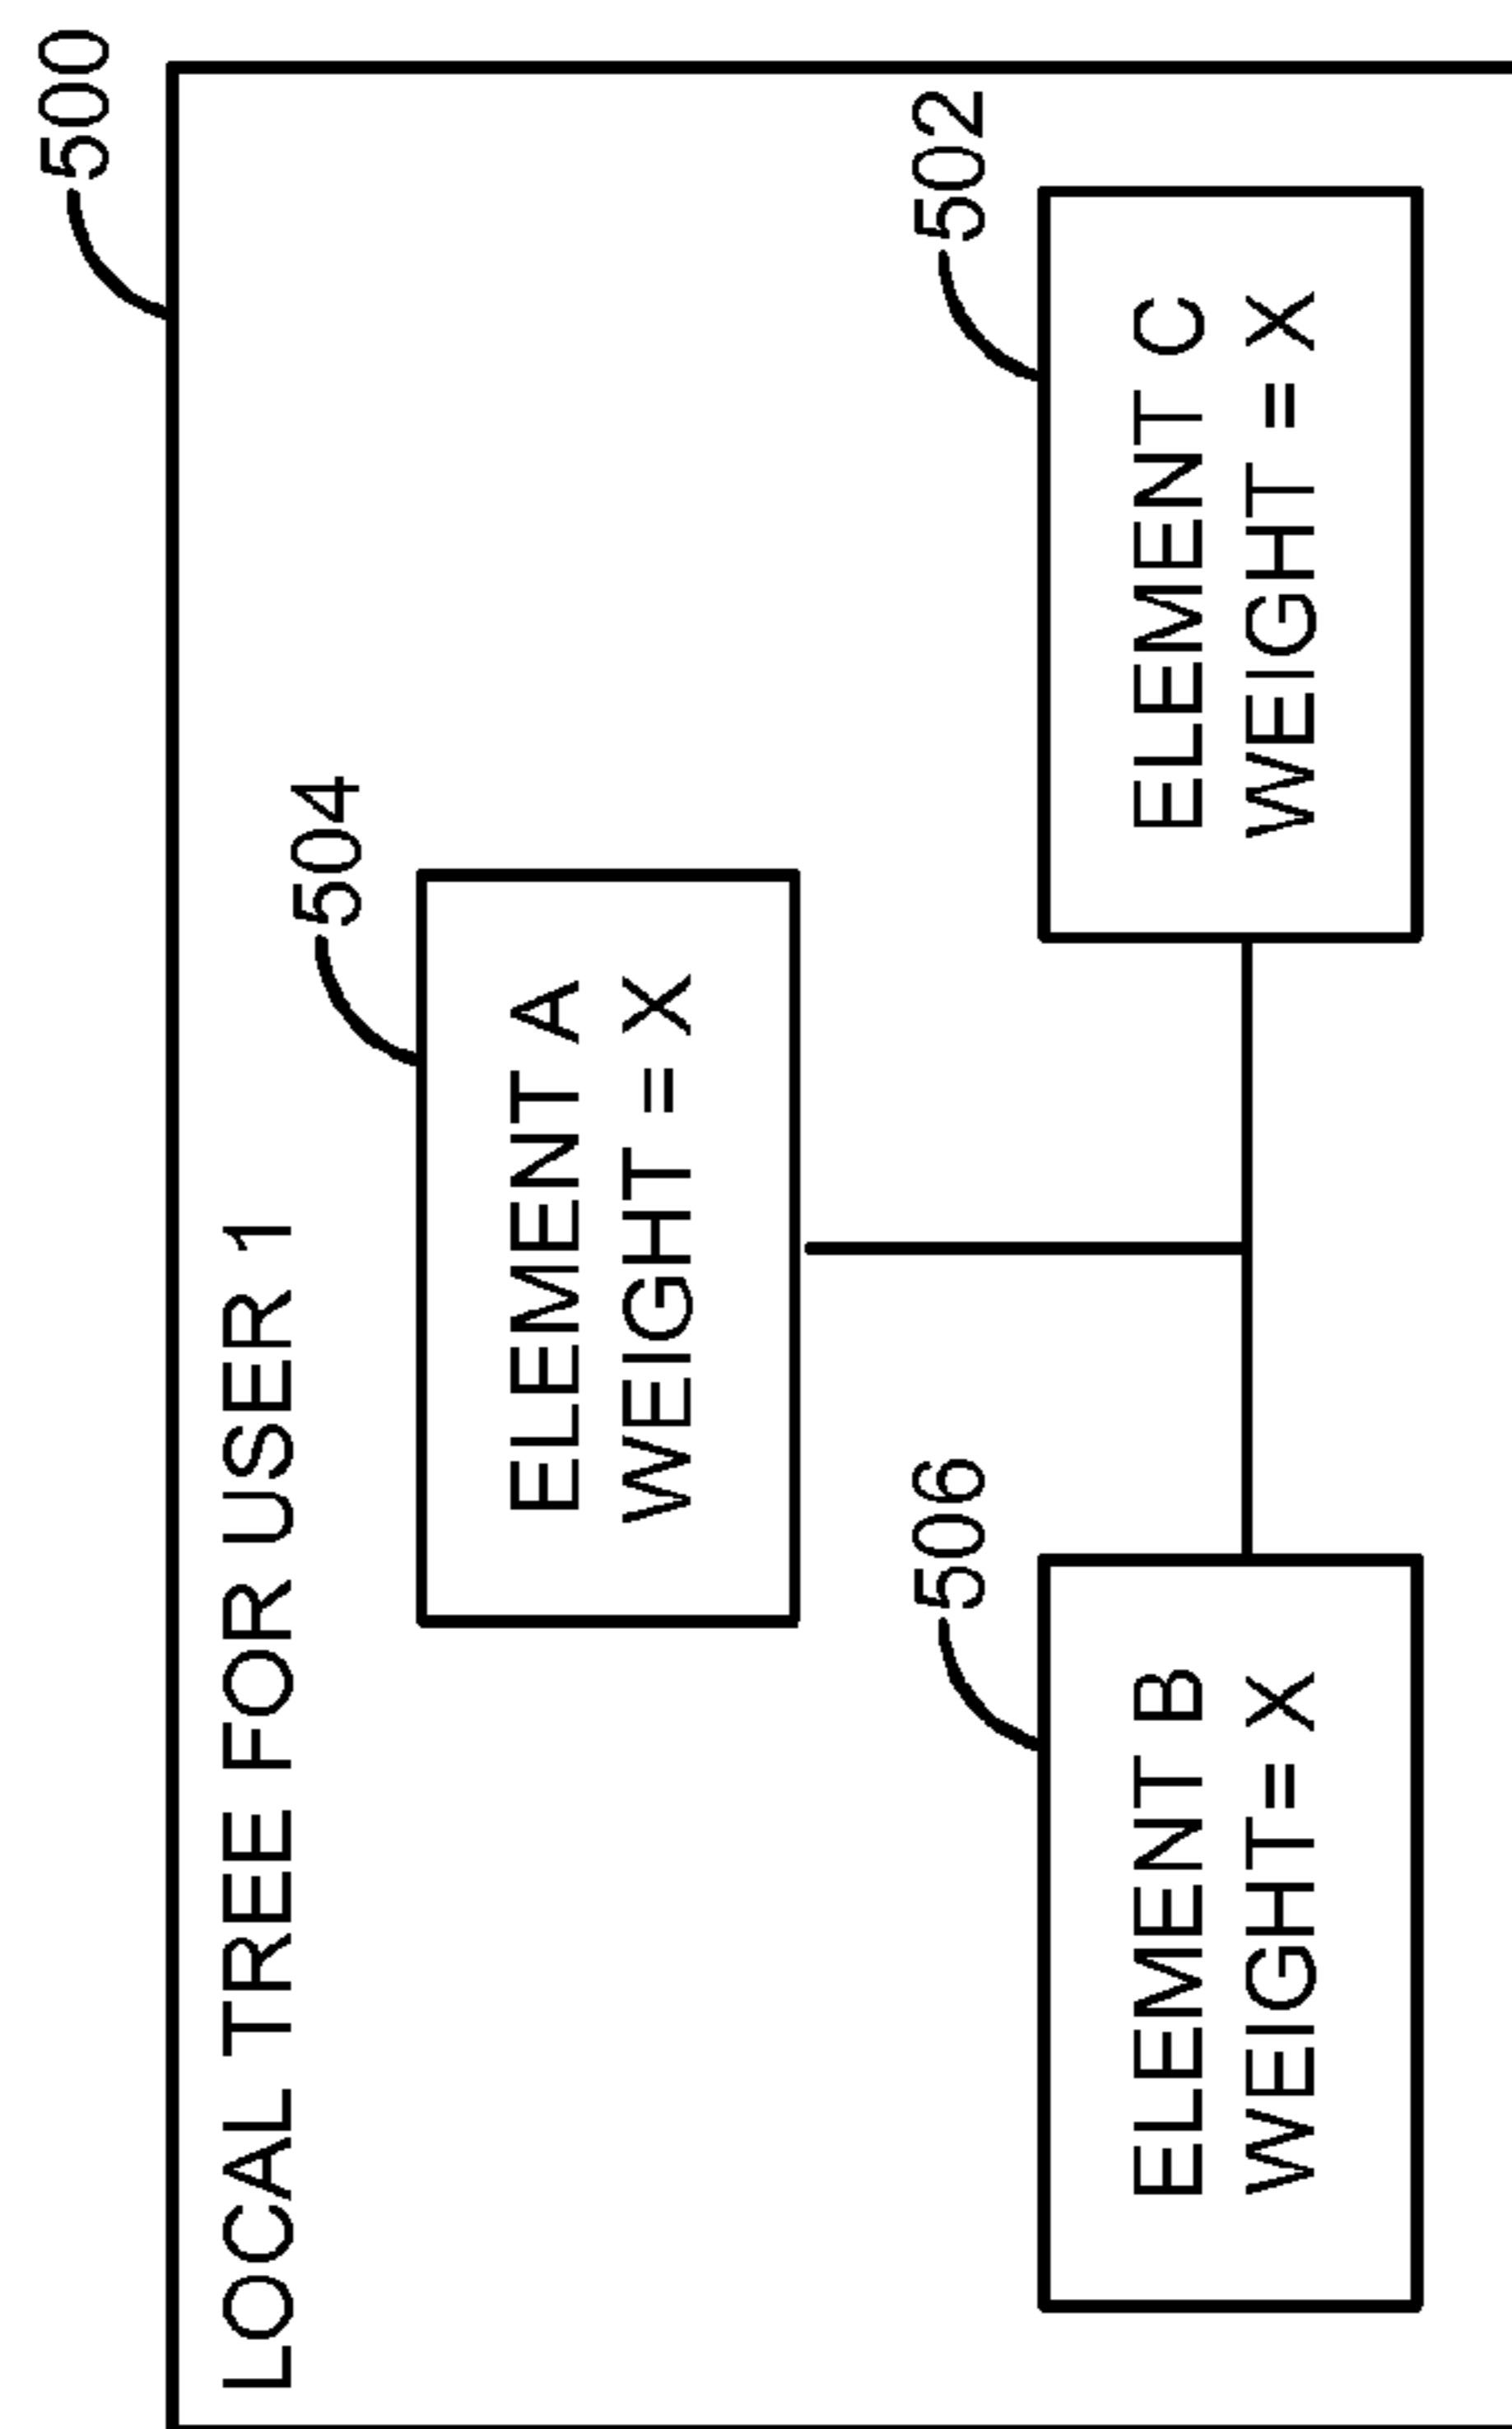 500
LOCAL TREE FOR USER 1
504
ELEMENT A
WEIGHT = X
506
502
ELEMENT B
WEIGHT= X
ELEMENT C
WEIGHT = X